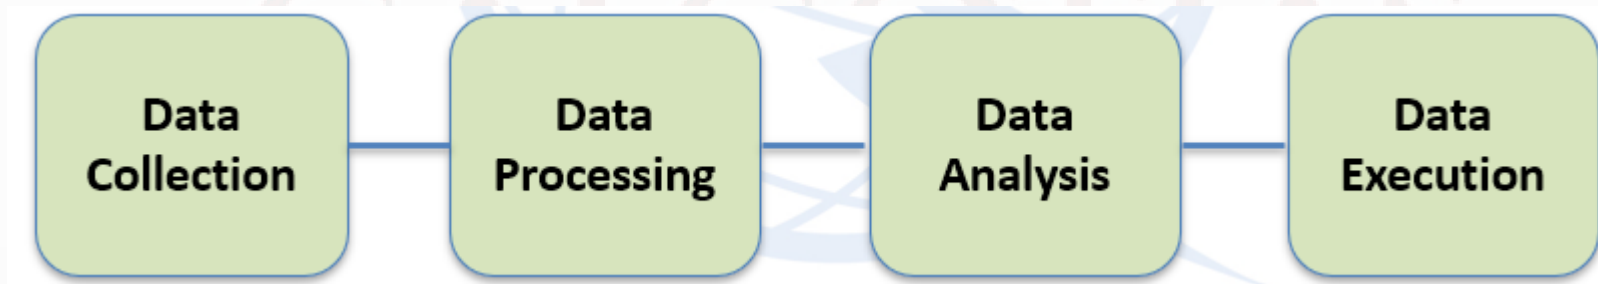 Data
Collection
Data
Processing
Data
Analysis
Data
Execution